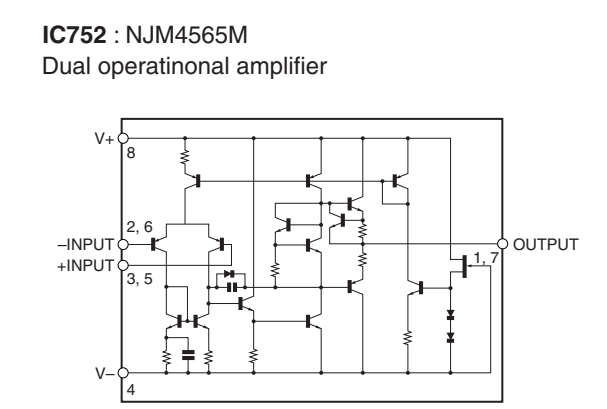 IC752 : NJM4565M
Dual operatinonal amplifier
V+
8
2, 6
–INPUT
+INPUT
3, 5
OUTPUT
1, 7
V–
4